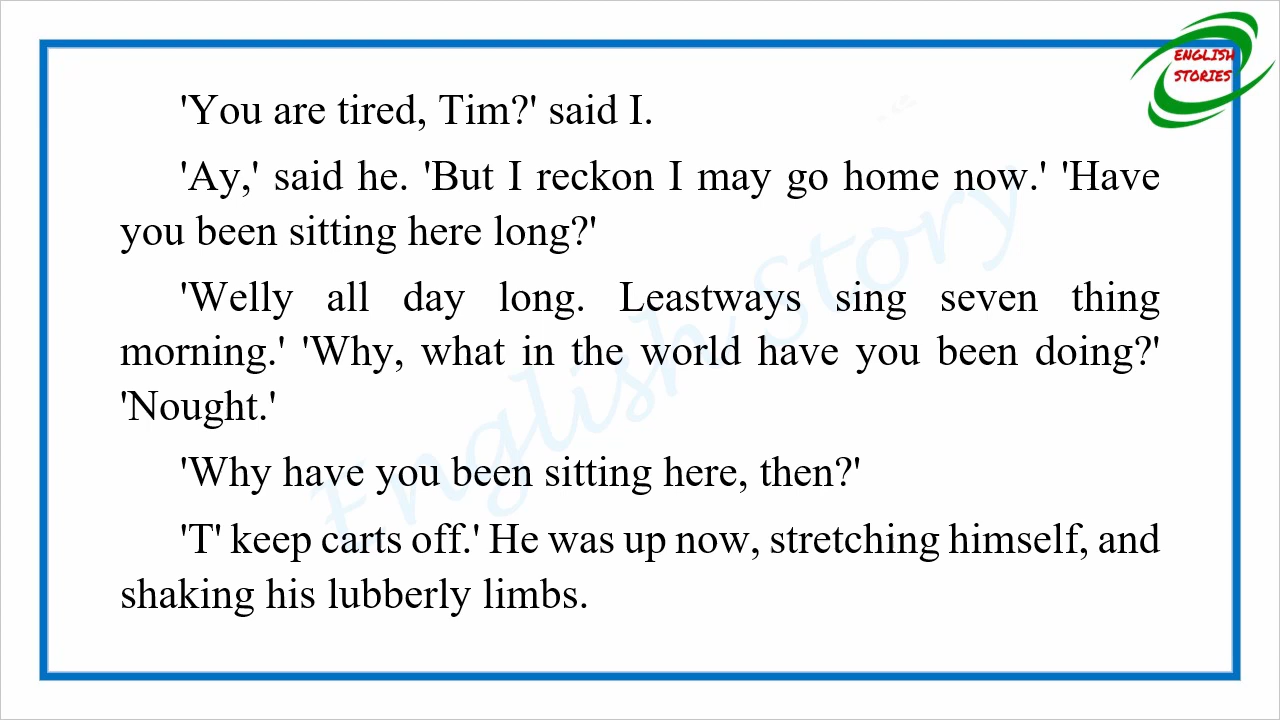 ENGLISH
STORIES
'You are tired, Tim?' said I.
'Ay,' said he. 'But I reckon I may go home now.' 'Have
you been sitting here long?'
'Welly all day long. Leastways sing seven thing
morning.' 'Why, what in the world have you been doing?'
'Nought.'
'Why have you been sitting here, then?'
'T' keep carts off.' He was up now, stretching himself, and
shaking his lubberly limbs.
English Story